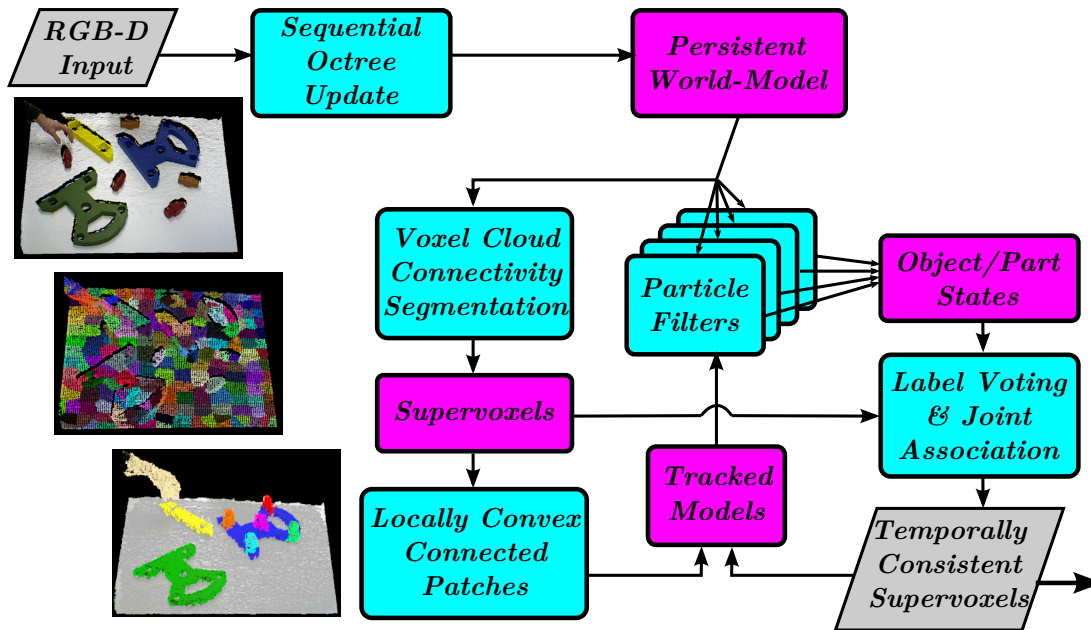 RGB-D
Input
Sequential
Octree
Update
Persistent
World-Model
Voxel Cloud
Connectivity
Segmentation
Particle
Filters
Object/Part
States
Supervoxels
Label Voting
& Joint
Association
Tracked
Models
Locally Convex
Connected
Patches
Temporally
Consistent
Supervoxels